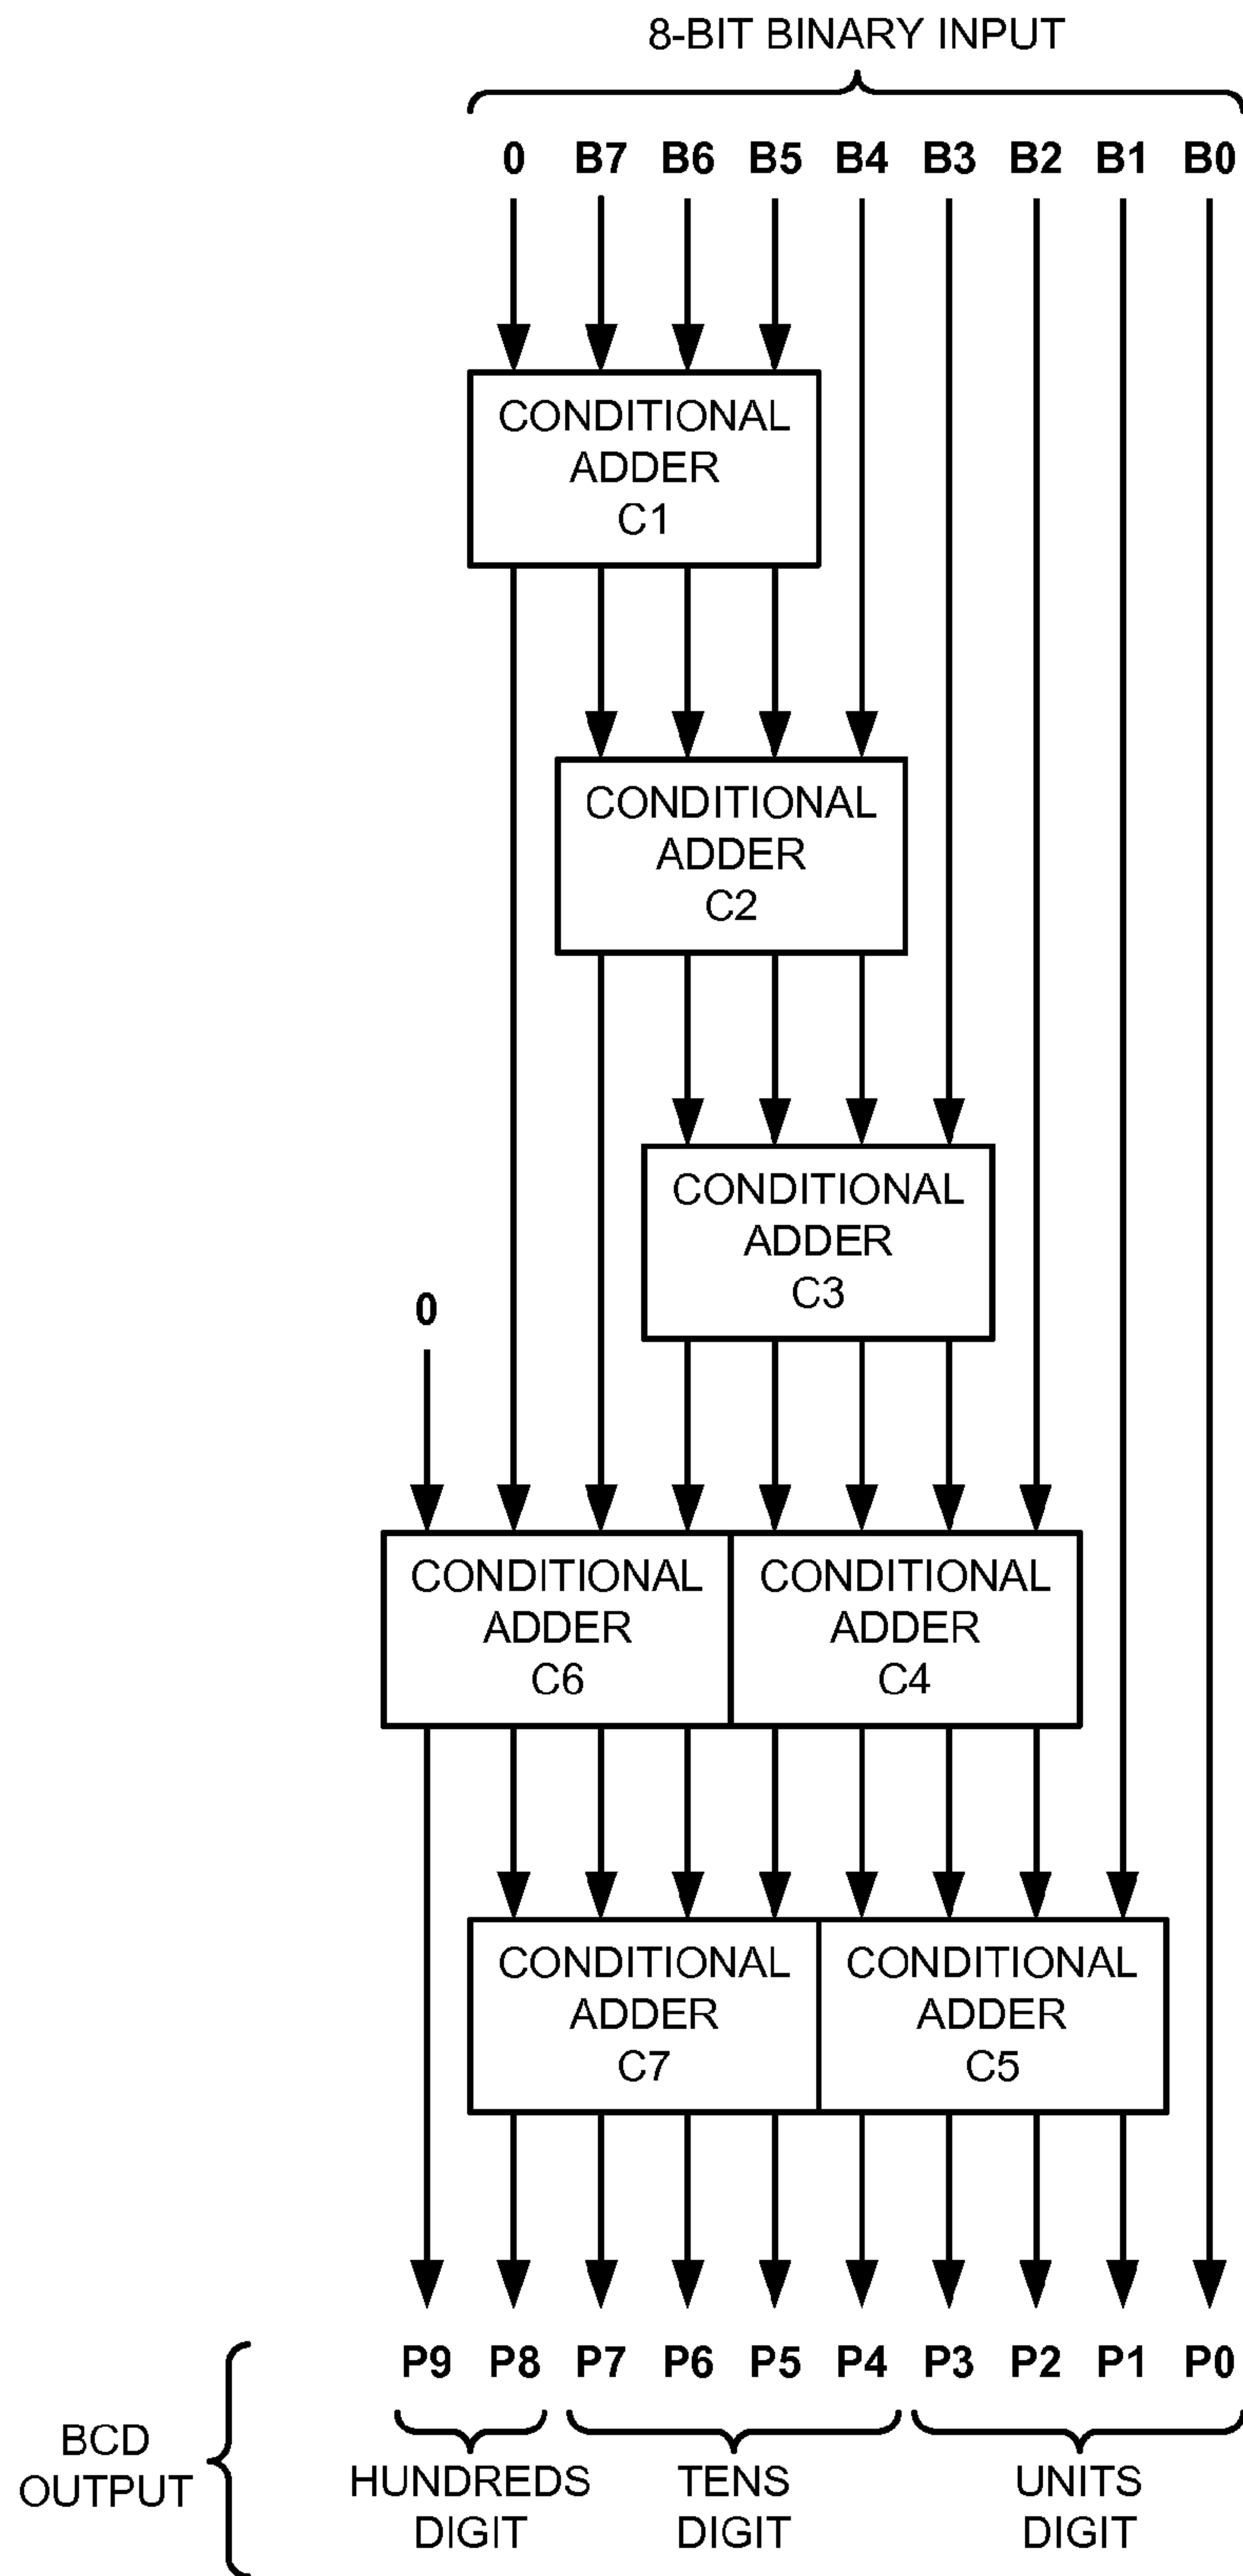 8-BIT BINARY INPUT
0 B7 B6 B5 B4 B3 B2 B1 B0
CONDITIONAL
ADDER
C1
CONDITIONAL
ADDER
C2
CONDITIONAL
ADDER
C3
0
CONDITIONAL
ADDER
C6
CONDITIONAL
ADDER
C4
CONDITIONAL
ADDER
C7
CONDITIONAL
ADDER
C5
P9 P8 P7 P6 P5 P4 P3 P2 P1 P0
BCD
OUTPUT
HUNDREDS
DIGIT
TENS
DIGIT
UNITS
DIGIT